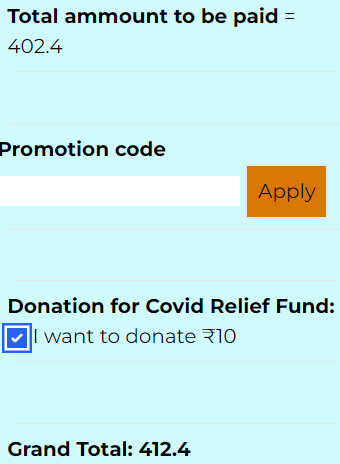 Total ammount to be paid =
402.4
Promotion code
Apply
Donation for Covid Relief Fund:
I want to donate ₹10
Grand Total: 412.4